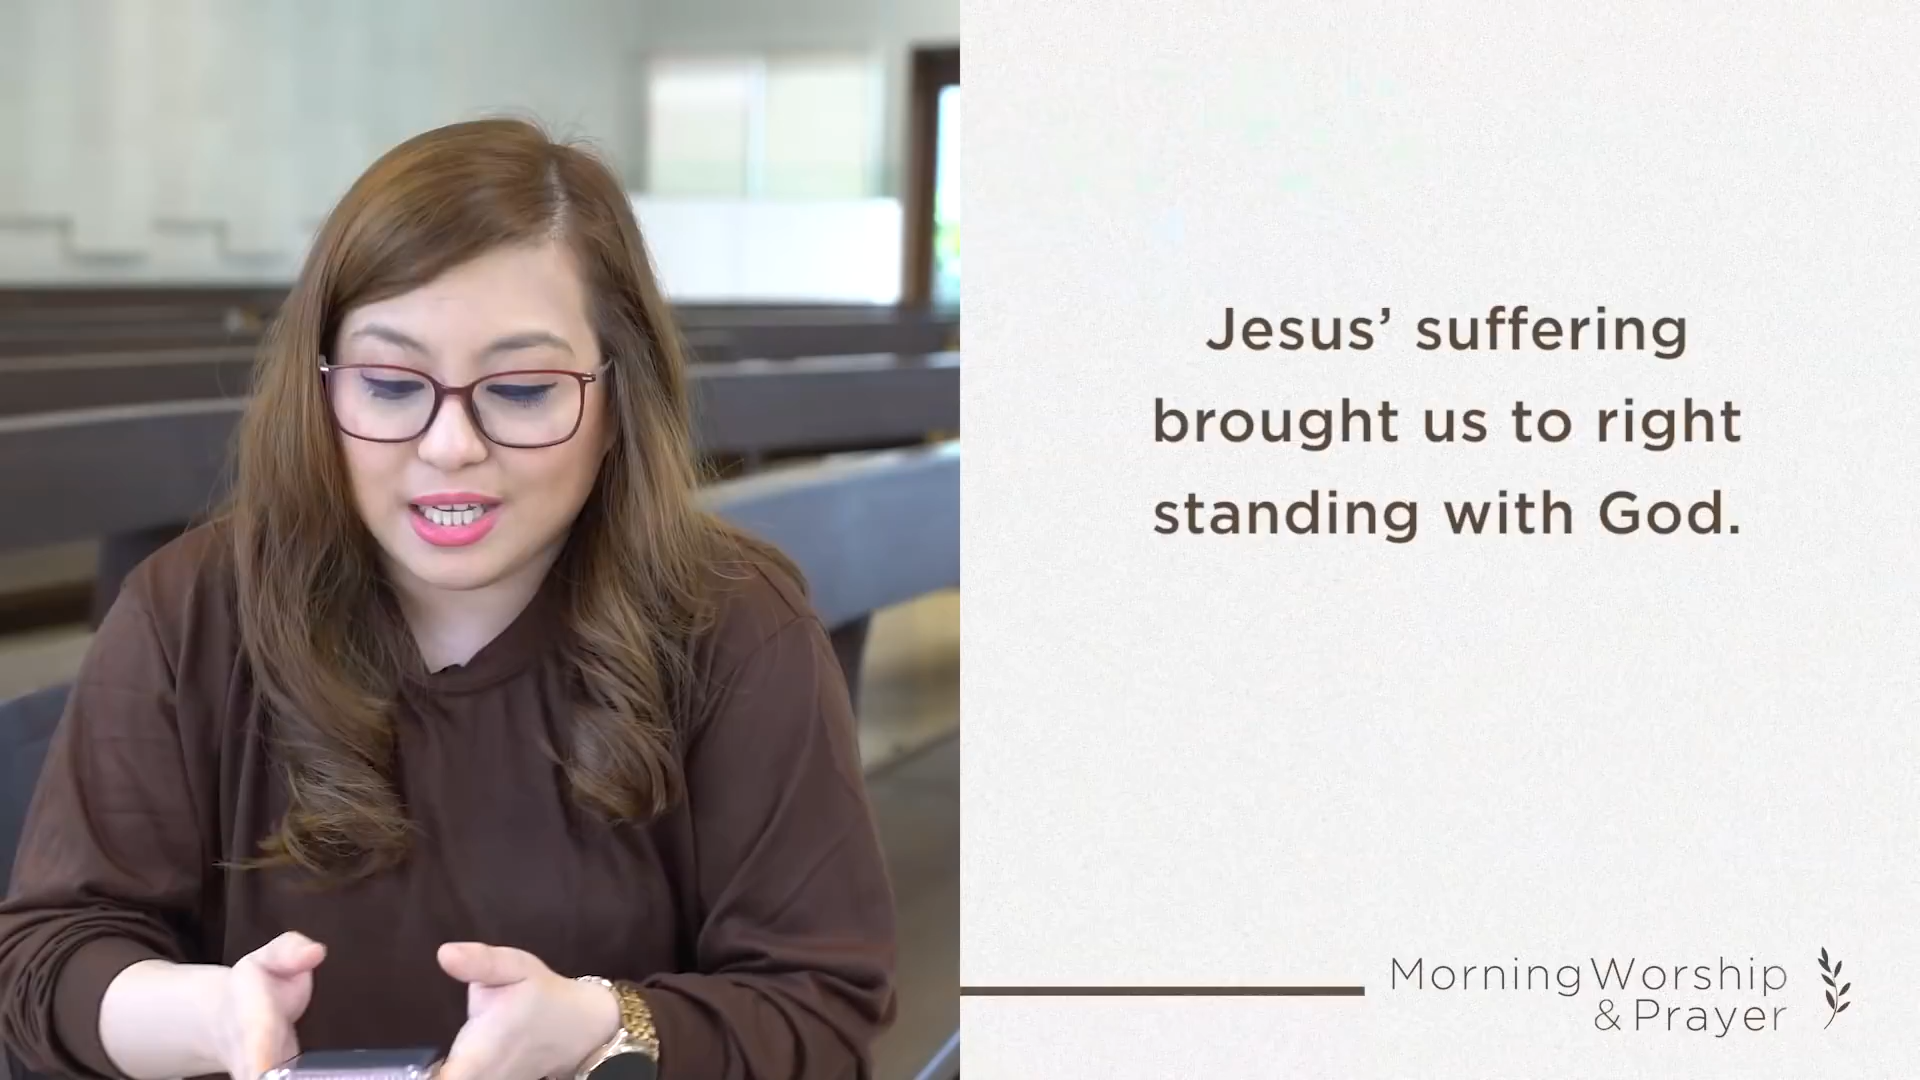 Jesus’ suffering
brought us to right
standing with God.
Morning Worship
& Prayer